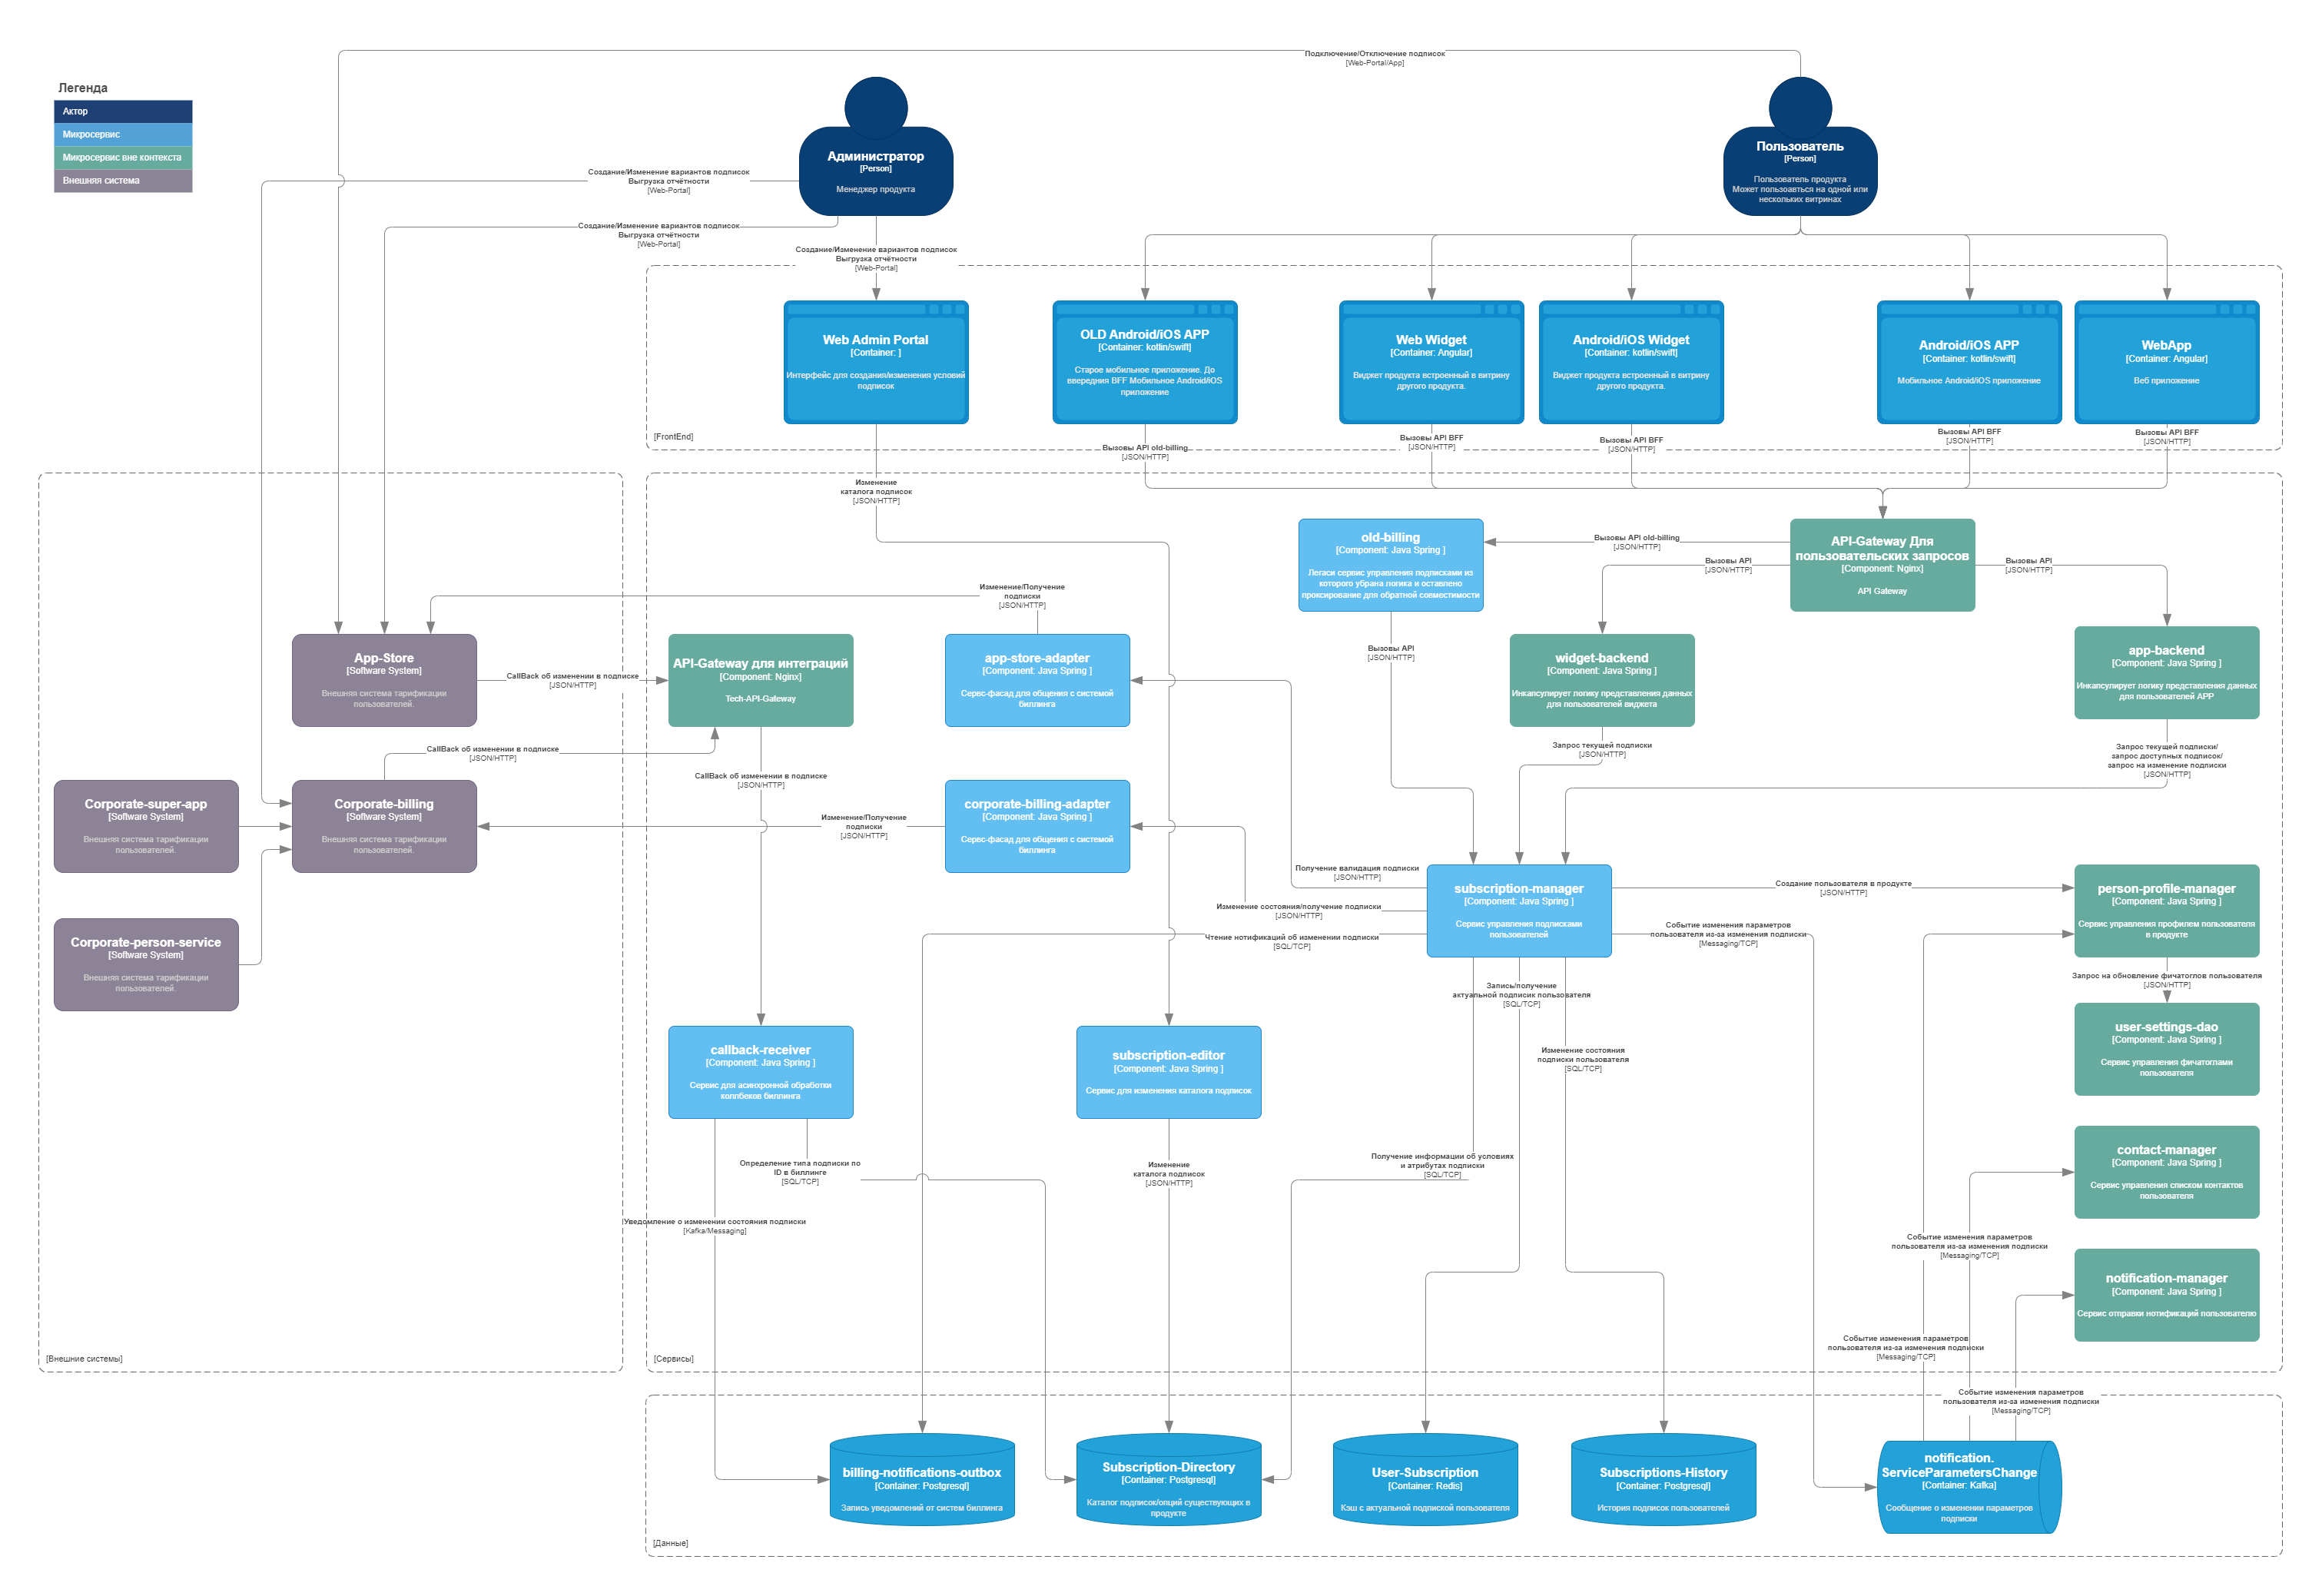 Подключение/Отключение подписок
[Web-Portal/App]
Легенда
Актор
Микросервис
Микросервис вне контекста
Внешняя система
Администратор
[Person]
Менеджер продукта
Пользователь
[Person]
Пользователь продукта
Может пользоавться на одной или
нескольких витринах
Создание/Изменение вариантов подписок
Выгрузка отчётности
[Web-Portal]
Создание/Изменение вариантов подписок
Выгрузка отчётности
[Web-Portal]
Создание/Изменение вариантов подписок
Выгрузка отчётности
[Web-Portal]
Web Admin Portal
[Container: ]
Интерфейс для создания/изменения условий
подписок
OLD Android/iOS APP
[Container: kotlin/swift]
Старое мобильное приложение. До
ввередния BFF Мобильное Android/iOS
приложение
Web Widget
[Container: Angular]
Виджет продукта встроенный в витрину
другого продукта.
Android/iOS Widget
[Container: kotlin/swift]
Виджет продукта встроенный в витрину
другого продукта.
Android/iOS APP
[Container: kotlin/swift]
Мобильное Android/iOS приложение
WebApp
[Container: Angular]
Веб приложение
[FrontEnd]
Вызовы API old-billing
[JSON/HTTP]
Вызовы API BFF
[JSON/HTTP]
Вызовы API BFF
[JSON/HTTP]
Вызовы API BFF
[JSON/HTTP]
Вызовы API BFF
[JSON/HTTP]
Изменение
каталога подписок
[JSON/HTTP]
old-billing
[Component: Java Spring ]
Легаси сервис управления подписками из
которого убрана логика и оставлено
проксирование для обратной совместимости
Вызовы API old-billing
[JSON/HTTP]
Вызовы API
[JSON/HTTP]
API-Gateway Для
пользовательских запросов
[Component: Nginx]
API Gateway
Вызовы API
[JSON/HTTP]
Изменение/Получение
подписки
[JSON/HTTP]
App-Store
[Software System]
Внешняя система тарификации
пользователей.
CallBack об изменении в подписке
[JSON/HTTP]
API-Gateway для интеграций
[Component: Nginx]
Tech-API-Gateway
app-store-adapter
[Component: Java Spring ]
Серес-фасад для общения с системой
биллинга
Вызовы API
[JSON/HTTP]
widget-backend
[Component: Java Spring ]
Инкапсулирует логику представления данных
для пользователей виджета
app-backend
[Component: Java Spring ]
Инкапсулирует логику представления данных
для пользователей APP
CallBack об изменении в подписке
[JSON/HTTP]
CallBack об изменении в подписке
[JSON/HTTP]
Запрос текущей подписки
[JSON/HTTP]
Запрос текущей подписки/
запрос доступных подписок/
запрос на изменение подписки
[JSON/HTTP]
Corporate-super-app
[Software System]
Внешняя система тарификации
пользователей.
Corporate-billing
[Software System]
Внешняя система тарификации
пользователей.
Изменение/Получение
подписки
[JSON/HTTP]
corporate-billing-adapter
[Component: Java Spring ]
Серес-фасад для общения с системой
биллинга
Получение валидация подписки
[JSON/HTTP]
Изменение состояния/получение подписки
[JSON/HTTP]
Чтение нотификаций об изменении подписки
[SQL/TCP]
subscription-manager
[Component: Java Spring ]
Сервис управления подписками
пользователей
Создание пользователя в продукте
[JSON/HTTP]
Событие изменения параметров
пользователя из-за изменения подписки
[Messaging/TCP]
person-profile-manager
[Component: Java Spring ]
Сервис управления профилем пользователя
в продукте
Corporate-person-service
[Software System]
Внешняя система тарификации
пользователей.
Запрос на обновление фичатоглов пользователя
[JSON/HTTP]
Запись/получение
актуальной подписик пользователя
[SQL/TCP]
Изменение состояния
подписки пользователя
[SQL/TCP]
user-settings-dao
[Component: Java Spring ]
Сервис управления фичатоглами
пользователя
callback-receiver
[Component: Java Spring ]
Сервис для асинхронной обработки
коллбеков биллинга
subscription-editor
[Component: Java Spring ]
Сервис для изменения каталога подписок
contact-manager
[Component: Java Spring ]
Сервис управления списком контактов
пользователя
Определение типа подписки по
ID в биллинге
[SQL/TCP]
Изменение
каталога подписок
[JSON/HTTP]
Получение информации об условиях
и атрибутах подписки
[SQL/TCP]
Уведомление о изменении состояния подписки
[Kafka/Messaging]
Событие изменения параметров
пользователя из-за изменения подписки
[Messaging/TCP]
notification-manager
[Component: Java Spring ]
Сервис отправки нотификаций пользователю
Событие изменения параметров
пользователя из-за изменения подписки
[Messaging/TCP]
[Внешние системы]
[Сервисы]
Событие изменения параметров
пользователя из-за изменения подписки
[Messaging/TCP]
billing-notifications-outbox
[Container: Postgresql]
Запись уведомлений от систем биллинга
Subscription-Directory
[Container: Postgresql]
Каталог подписок/опций существующих в
продукте
User-Subscription
[Container: Redis]
Кэш с актуальной подпиской пользователя
Subscriptions-History
[Container: Postgresql]
История подписок пользователей
notification.
ServiceParametersChange
[Container: Kafka]
Сообщение о изменении параметров
подписки
[Данные]